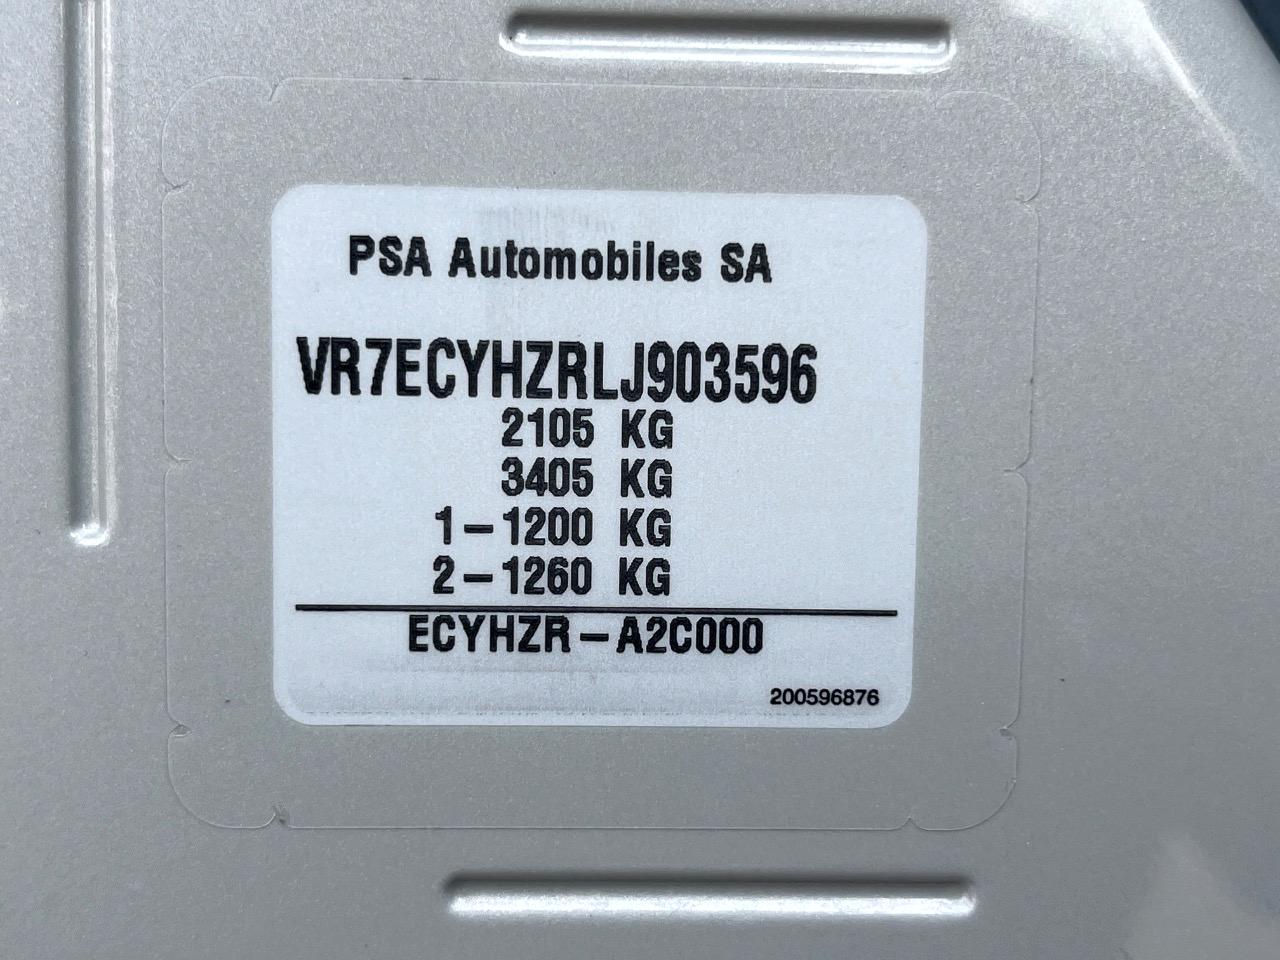 PSA Automobiles SA
VR7ECYHZRLJ903596
2105 KG
3405 KG
1-1200 KG
2-1260 KG
ECYHZR-A2C000
200596876